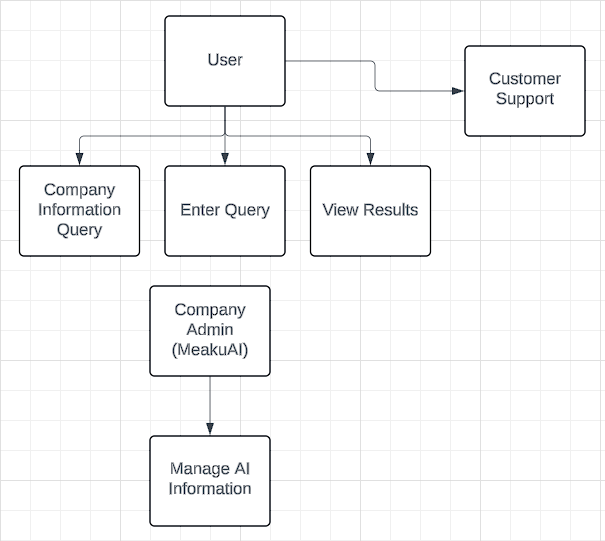 User
Customer
Support
Company
Information
Query
Enter Query
View Results
Company
Admin
(MeakuAI)
Manage AI
Information